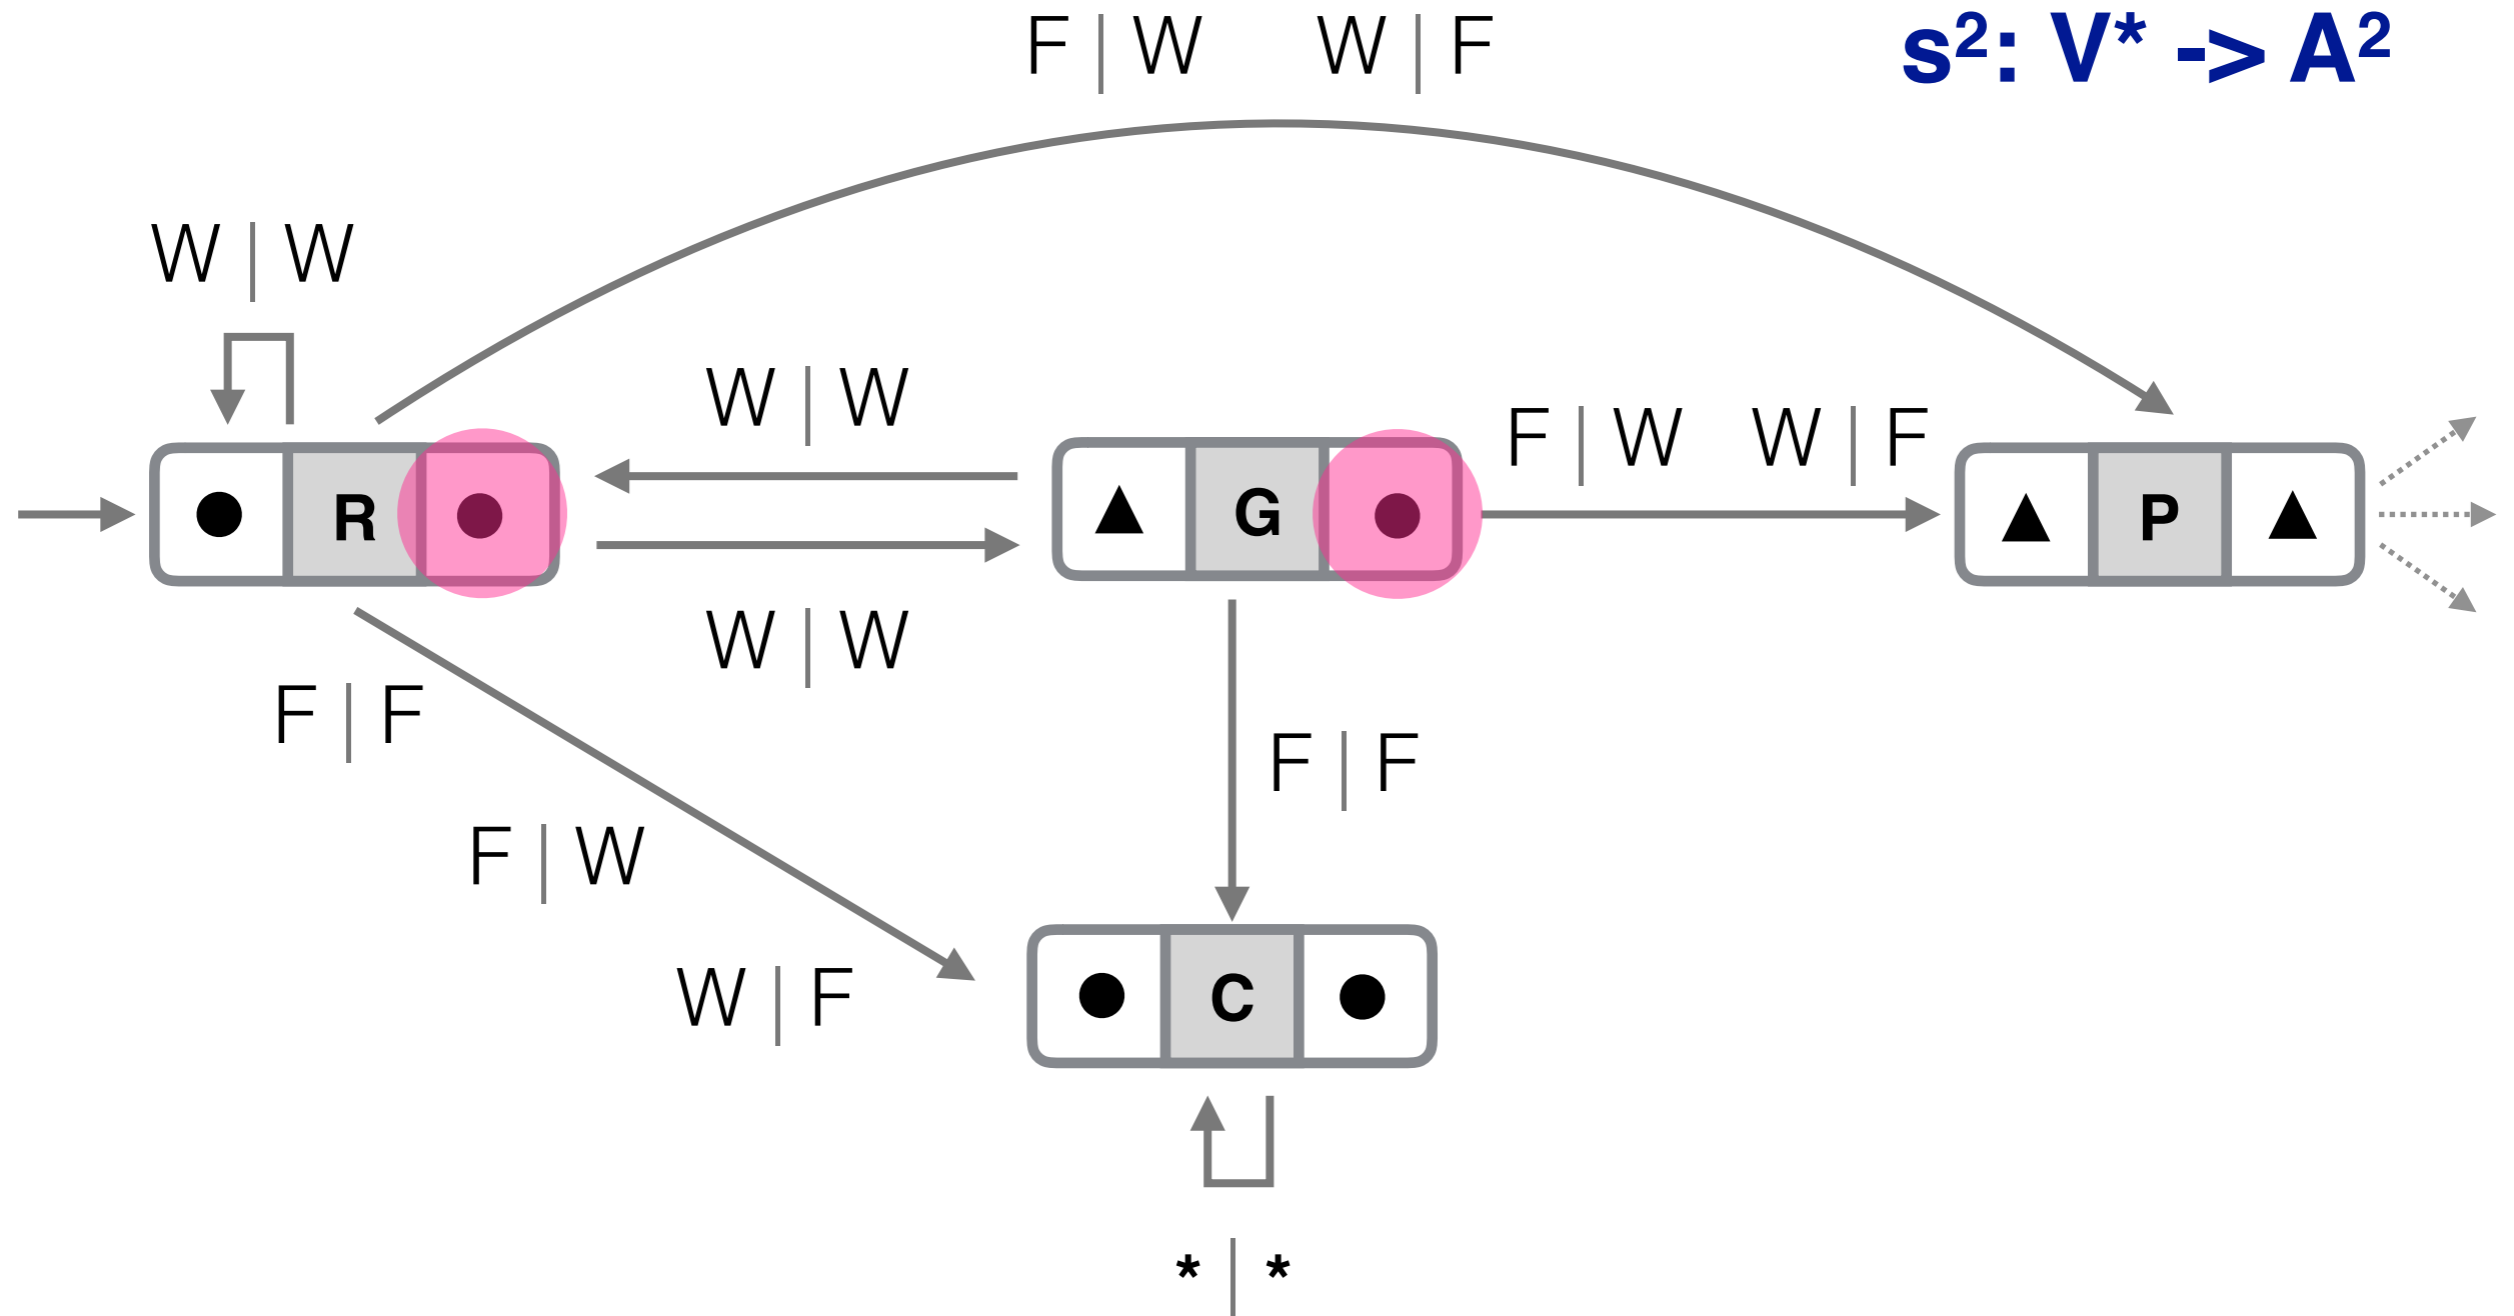 F | W W | F
s²: V* -> A²
W | W
W | W
F | W W | F
R
G
P
W | W
F | F
F | F
F | W
W | F
C
* | *